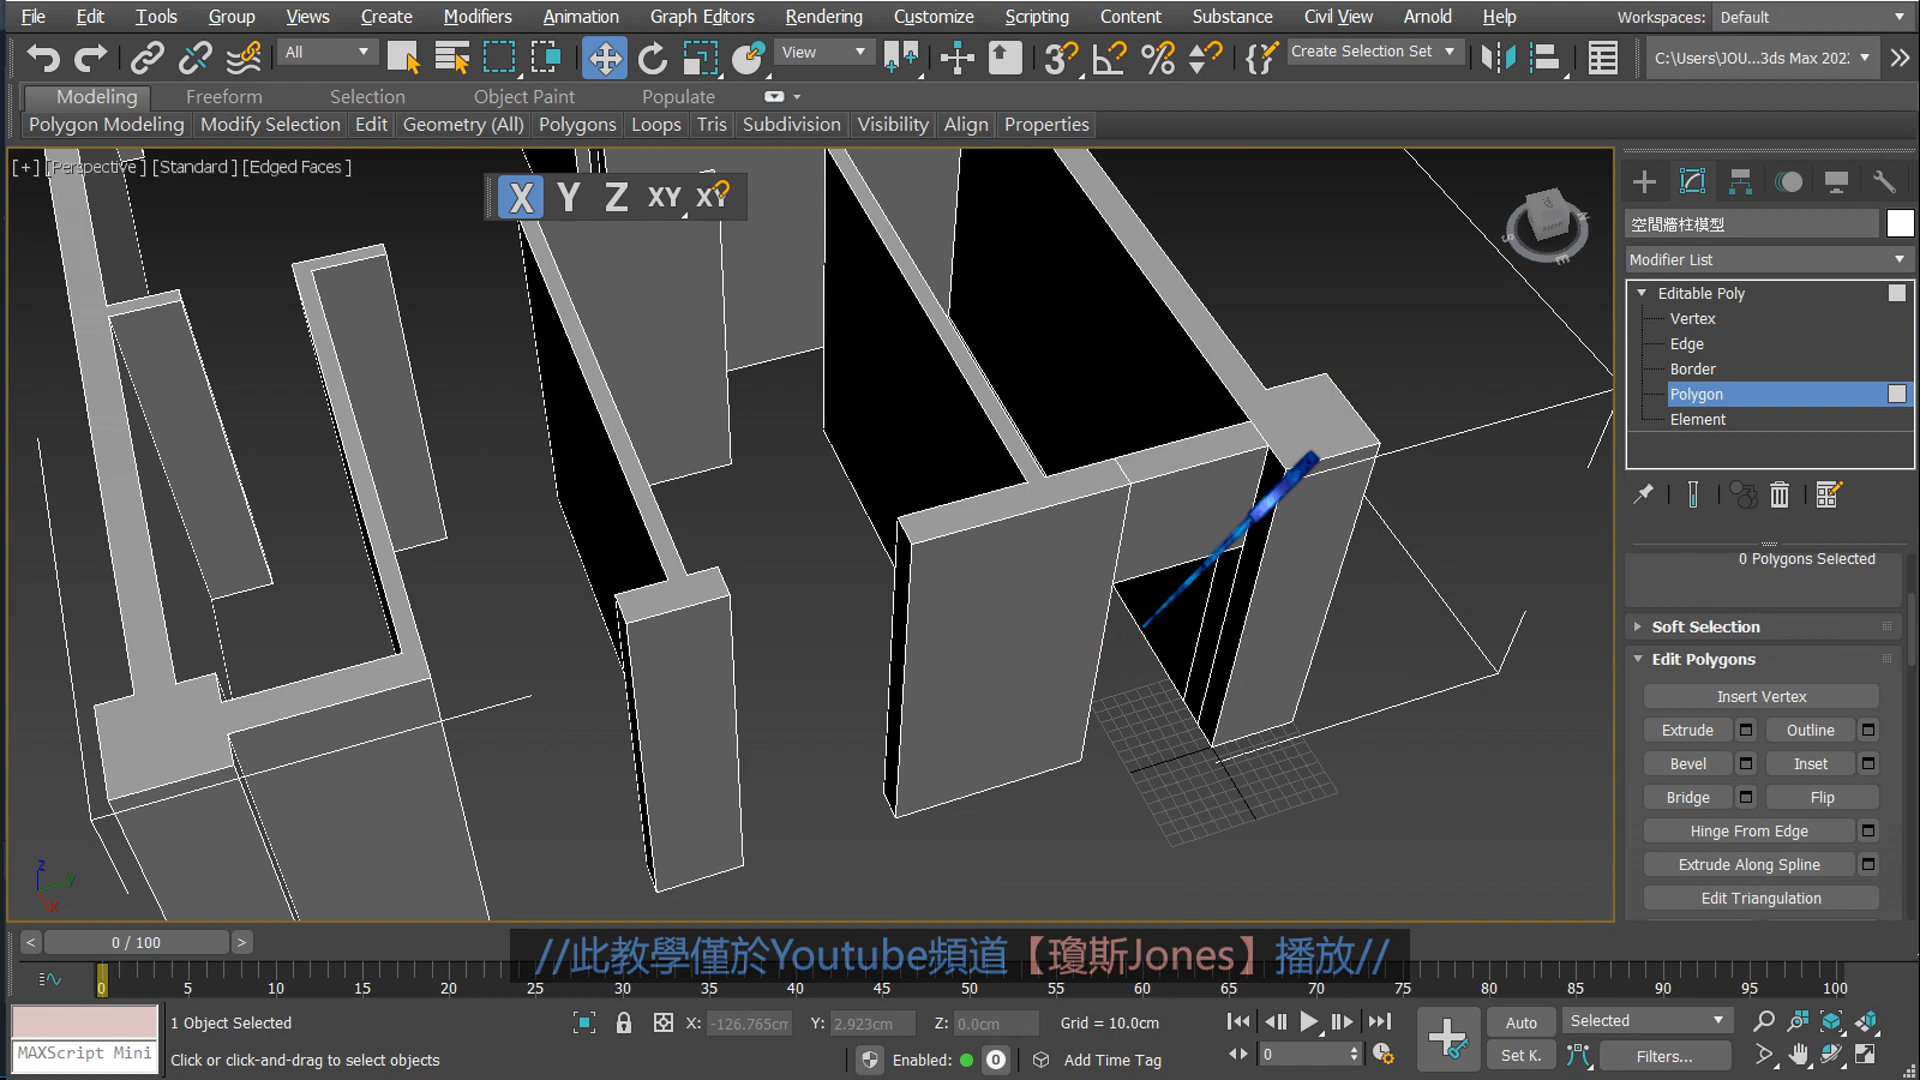 File Edit Tools Group Views Create Modifiers Animation Graph Editors Rendering Customize Scripting Content Substance Civil View Arnold Help Workspaces: Default
All View Create Selection Set C:\Users\JOU...3ds Max 202:
Modeling Freeform Selection Object Paint Populate
Polygon Modeling Modify Selection Edit Geometry (All) Polygons Loops Tris Subdivision Visibility Align Properties
[+] [Perspective ] [Standard ] [Edged Faces ]
X Y Z XY XY
空間牆柱模型
Modifier List
Editable Poly
Vertex
Edge
Border
Polygon
Element
0 Polygons Selected
Soft Selection
Edit Polygons
Insert Vertex
Extrude Outline
Bevel Inset
Bridge Flip
Hinge From Edge
Extrude Along Spline
Edit Triangulation
z y x
< 0 / 100 >
//此教學僅於Youtube頻道【瓊斯Jones】播放//
0 5 10 15 20 25 30 35 40 45 50 55 60 65 70 75 80 85 90 95 100
1 Object Selected X: -126.765cm Y: 2.923cm Z: 0.0cm Grid = 10.0cm Auto Selected
MAXScript Mini Click or click-and-drag to select objects Enabled: 0 Add Time Tag 0 Set K. Filters...